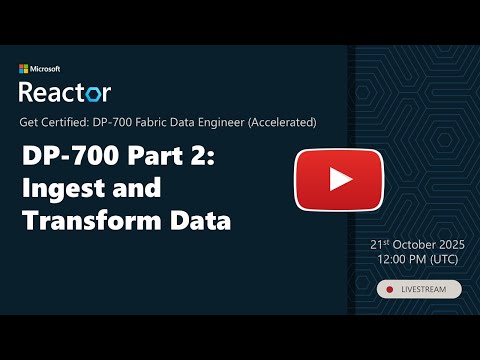 Microsoft
Reactor
Get Certified: DP-700 Fabric Data Engineer (Accelerated)
DP-700 Part 2:
Ingest and
Transform Data
21st October 2025
12:00 PM (UTC)
LIVESTREAM